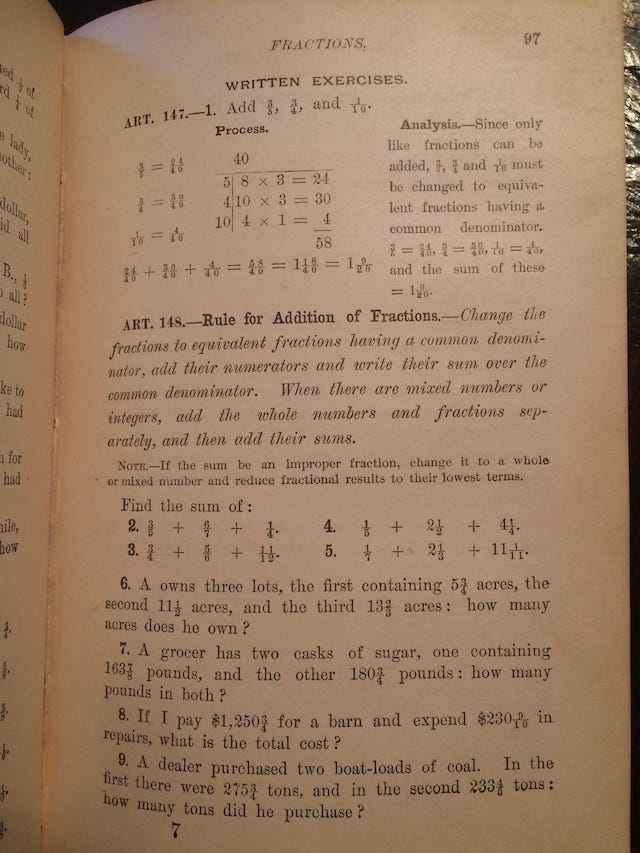 FRACTIONS. 97
WRITTEN EXERCISES.
ART. 147.—1. Add 3/5, 3/4, and 1/10.
Process.
40
3/5 = 24/40
5| 8 × 3 = 24
3/4 = 30/40
4|10 × 3 = 30
1/10 = 4/40
10| 4 × 1 = 4
58
24/40 + 30/40 + 4/40 = 58/40 = 1 18/40 = 1 9/20
Analysis.—Since only
like fractions can be
added, 3/5, 3/4 and 1/10 must
be changed to equiva-
lent fractions having a
common denominator.
3/5 = 24/40, 3/4 = 30/40, 1/10 = 4/40,
and the sum of these
= 1 9/20.
ART. 148.—Rule for Addition of Fractions.—Change the
fractions to equivalent fractions having a common denomi-
nator, add their numerators and write their sum over the
common denominator. When there are mixed numbers or
integers, add the whole numbers and fractions sep-
arately, and then add their sums.
NOTE.—If the sum be an improper fraction, change it to a whole
or mixed number and reduce fractional results to their lowest terms.
Find the sum of:
2. 3/5 + 6/7 + 1/4. 4. 1/5 + 2 1/2 + 4 1/4.
3. 3/4 + 5/6 + 11/12. 5. 1/7 + 2 1/3 + 11 1/11.
6. A owns three lots, the first containing 5 3/4 acres, the
second 11 1/2 acres, and the third 13 2/3 acres: how many
acres does he own?
7. A grocer has two casks of sugar, one containing
163 7/8 pounds, and the other 180 3/4 pounds: how many
pounds in both?
8. If I pay $1,250 3/4 for a barn and expend $230 9/10 in
repairs, what is the total cost?
9. A dealer purchased two boat-loads of coal. In the
first there were 275 3/4 tons, and in the second 233 4/5 tons:
how many tons did he purchase?
7